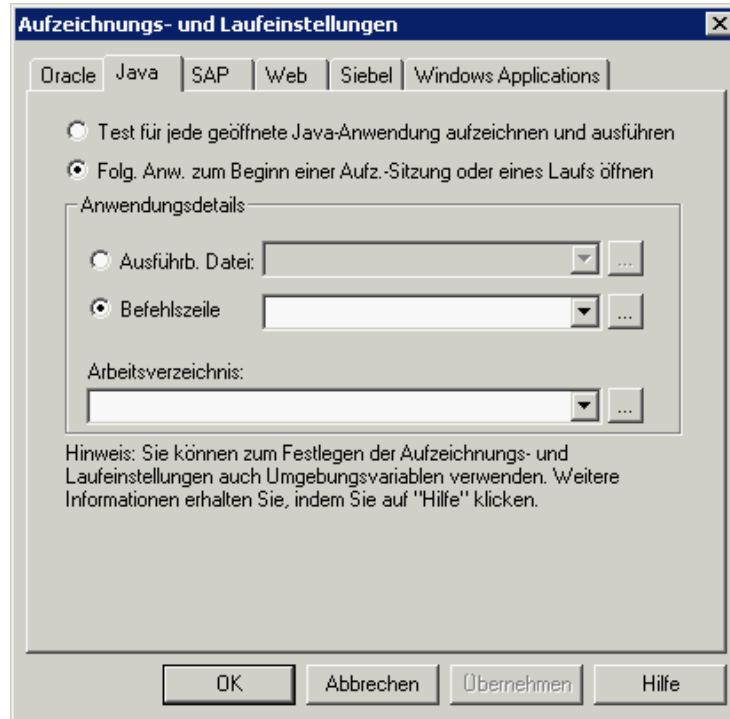 Aufzeichnungs- und Laufeinstellungen
Oracle Java SAP Web Siebel Windows Applications
Test für jede geöffnete Java-Anwendung aufzeichnen und ausführen
Folg. Anw. zum Beginn einer Aufz.-Sitzung oder eines Laufs öffnen
Anwendungsdetails
Ausführb. Datei: ...
Befehlszeile ...
Arbeitsverzeichnis:
...
Hinweis: Sie können zum Festlegen der Aufzeichnungs- und
Laufeinstellungen auch Umgebungsvariablen verwenden. Weitere
Informationen erhalten Sie, indem Sie auf "Hilfe" klicken.
OK Abbrechen Übernehmen Hilfe